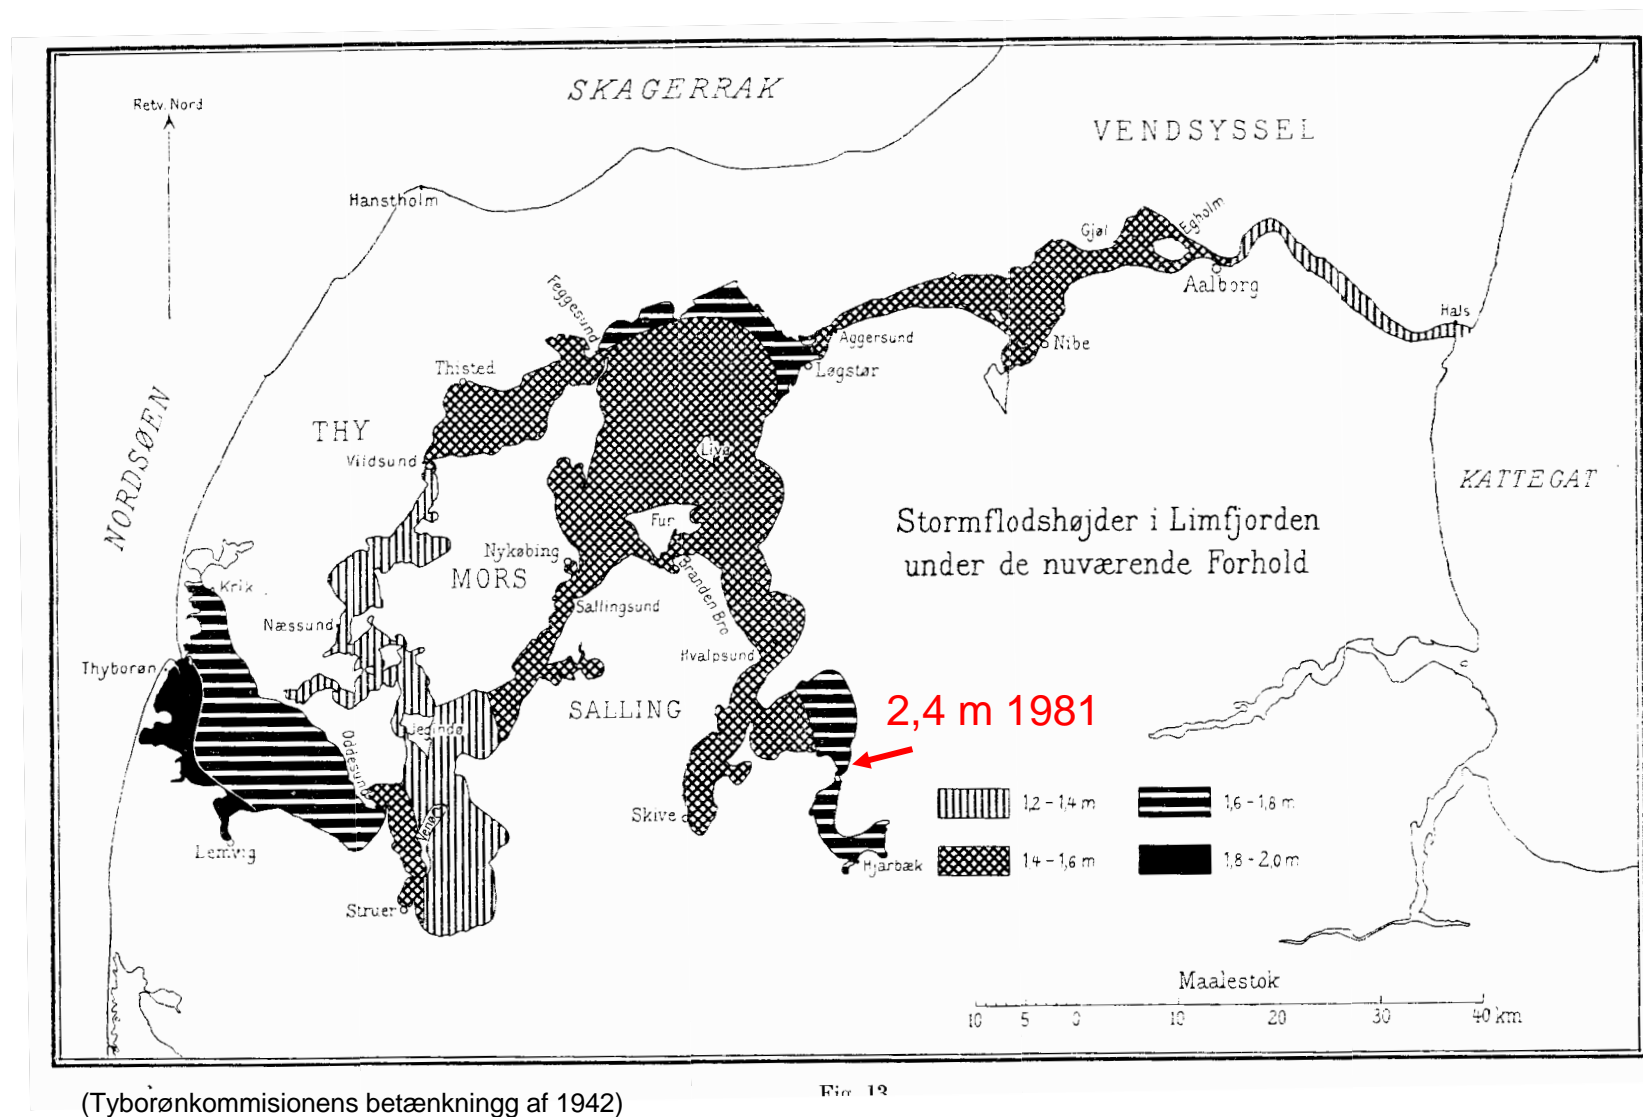 SKAGERRAK
Retv. Nord
VENDSYSSEL
Hanstholm
Egholm
Gjøl
Aalborg
Feggesund
Hals
Aggersund
Nibe
Thisted
Løgstør
NORDSØEN
THY
Livø
Vildsund
KATTEGAT
Stormflodshøjder i Limfjorden
under de nuværende Forhold
Fur
Nykøbing
MORS
Branden Bro
Krik
Sallingsund
Næssund
Hvalpsund
Thyborøn
SALLING
2,4 m 1981
Jegindø
Oddesund
1,2 - 1,4 m
1,6 - 1,8 m
Skive
Venø
Lemvig
1,4 - 1,6 m
1,8 - 2,0 m
Hjarbæk
Struer
Maalestok
10 5 0 10 20 30 40 km
Fig. 13
(Tyborønkommisionens betænkningg af 1942)